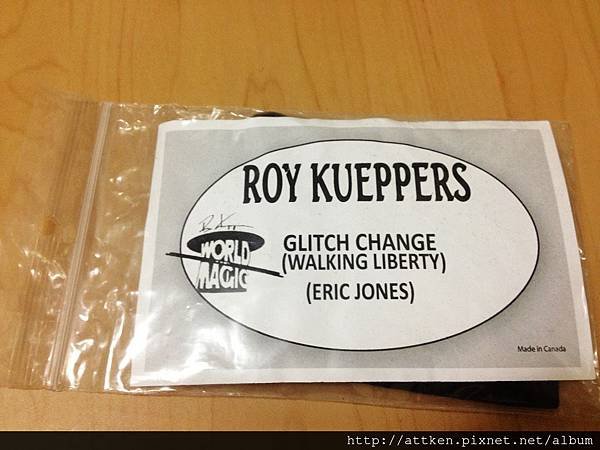 ROY KUEPPERS
WORLD
MAGIC
GLITCH CHANGE
(WALKING LIBERTY)
(ERIC JONES)
Made in Canada
http://attken.pixnet.net/album